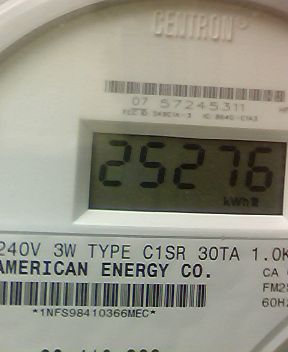 CENTRON®
07 57245311
25276
kWh
240V 3W TYPE C1SR 30TA 1.0K
AMERICAN ENERGY CO.
CA
FM2S
60HZ
*1NFS98410366MEC*